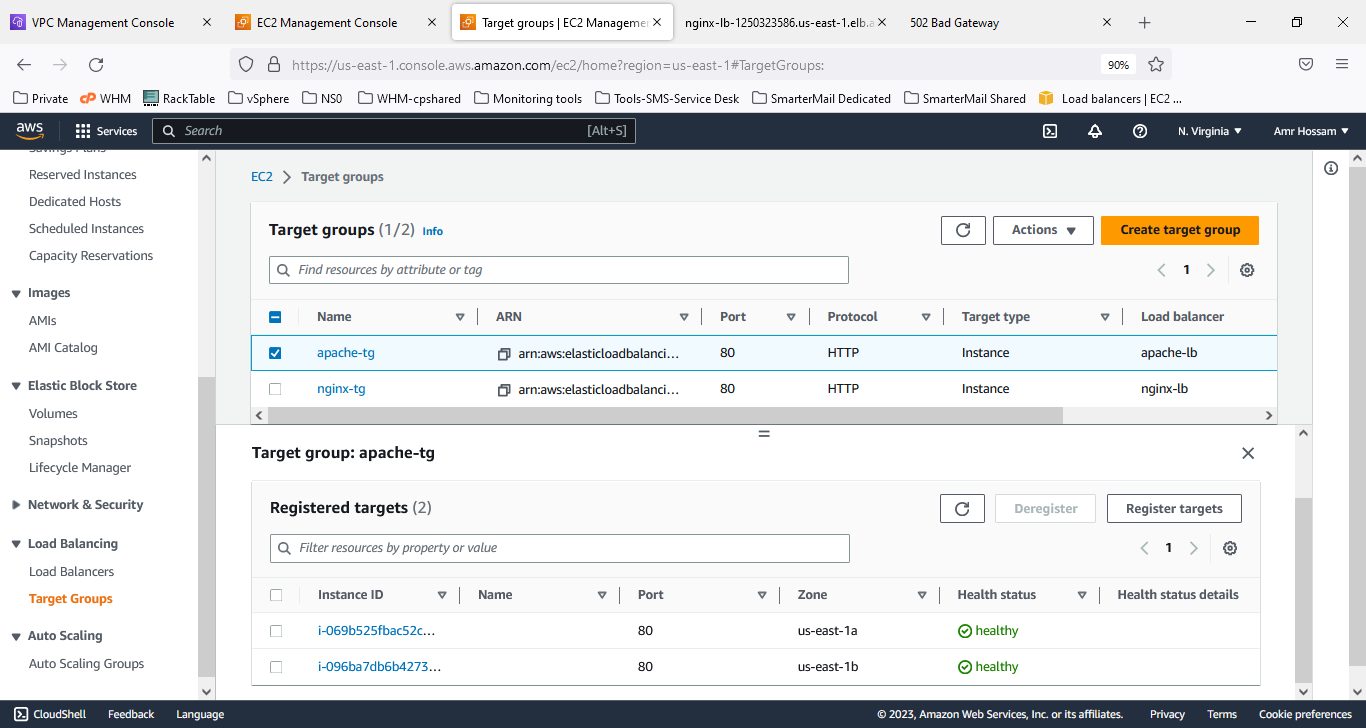 VPC Management Console
EC2 Management Console
Target groups | EC2 Manageme
nginx-lb-1250323586.us-east-1.elb.a
502 Bad Gateway
https://us-east-1.console.aws.amazon.com/ec2/home?region=us-east-1#TargetGroups:
90%
Private
WHM
RackTable
vSphere
NS0
WHM-cpshared
Monitoring tools
Tools-SMS-Service Desk
SmarterMail Dedicated
SmarterMail Shared
Load balancers | EC2 ...
aws
Services
Search
[Alt+S]
N. Virginia
Amr Hossam
Savings Plans
Reserved Instances
Dedicated Hosts
Scheduled Instances
Capacity Reservations
Images
AMIs
AMI Catalog
Elastic Block Store
Volumes
Snapshots
Lifecycle Manager
Network & Security
Load Balancing
Load Balancers
Target Groups
Auto Scaling
Auto Scaling Groups
EC2
Target groups
Target groups (1/2) Info
Actions
Create target group
Find resources by attribute or tag
1
Name ARN Port Protocol Target type Load balancer
apache-tg arn:aws:elasticloadbalanci... 80 HTTP Instance apache-lb
nginx-tg arn:aws:elasticloadbalanci... 80 HTTP Instance nginx-lb
Target group: apache-tg
Registered targets (2)
Deregister
Register targets
Filter resources by property or value
1
Instance ID Name Port Zone Health status Health status details
i-069b525fbac52c... 80 us-east-1a healthy
i-096ba7db6b4273... 80 us-east-1b healthy
CloudShell
Feedback
Language
© 2023, Amazon Web Services, Inc. or its affiliates.
Privacy
Terms
Cookie preferences